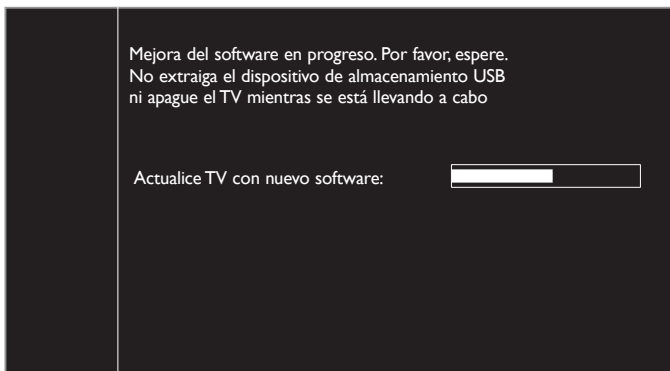 Mejora del software en progreso. Por favor, espere.
No extraiga el dispositivo de almacenamiento USB
ni apague el TV mientras se está llevando a cabo
Actualice TV con nuevo software: